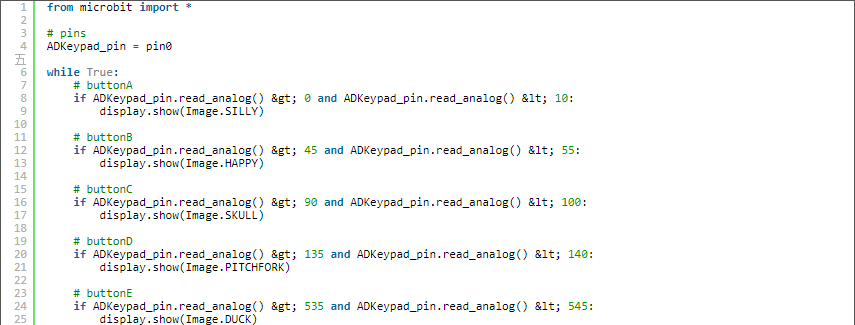 1 from microbit import *
2
3 # pins
4 ADKeypad_pin = pin0
五
6 while True:
7     # buttonA
8     if ADKeypad_pin.read_analog() &gt; 0 and ADKeypad_pin.read_analog() &lt; 10:
9         display.show(Image.SILLY)
10
11     # buttonB
12     if ADKeypad_pin.read_analog() &gt; 45 and ADKeypad_pin.read_analog() &lt; 55:
13         display.show(Image.HAPPY)
14
15     # buttonC
16     if ADKeypad_pin.read_analog() &gt; 90 and ADKeypad_pin.read_analog() &lt; 100:
17         display.show(Image.SKULL)
18
19     # buttonD
20     if ADKeypad_pin.read_analog() &gt; 135 and ADKeypad_pin.read_analog() &lt; 140:
21         display.show(Image.PITCHFORK)
22
23     # buttonE
24     if ADKeypad_pin.read_analog() &gt; 535 and ADKeypad_pin.read_analog() &lt; 545:
25         display.show(Image.DUCK)